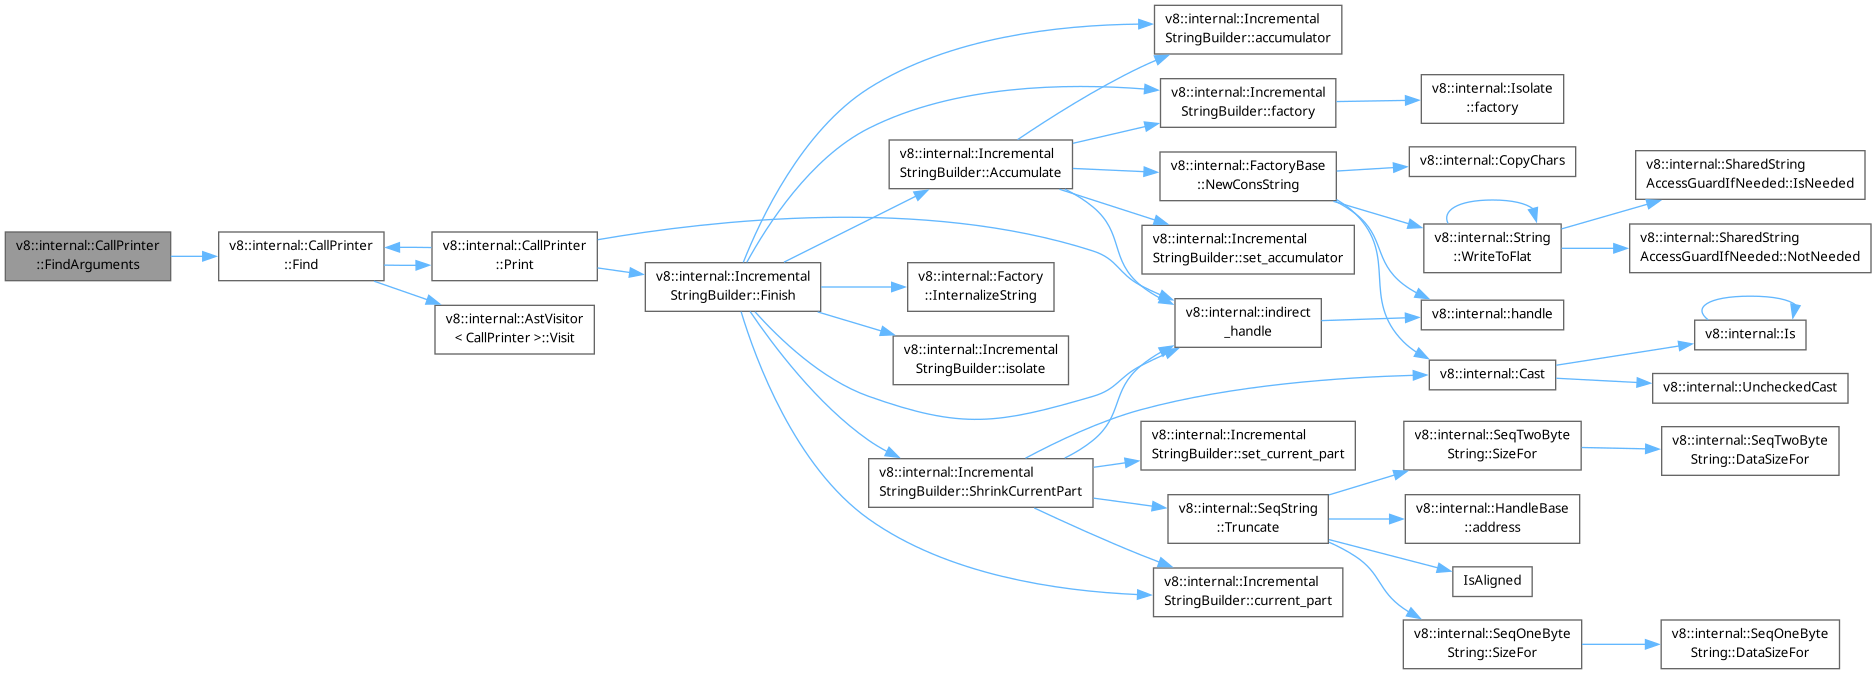 v8::internal::CallPrinter
::FindArguments
v8::internal::CallPrinter
::Find
v8::internal::CallPrinter
::Print
v8::internal::AstVisitor
< CallPrinter >::Visit
v8::internal::Incremental
StringBuilder::Finish
v8::internal::Incremental
StringBuilder::Accumulate
v8::internal::Factory
::InternalizeString
v8::internal::Incremental
StringBuilder::isolate
v8::internal::Incremental
StringBuilder::ShrinkCurrentPart
v8::internal::Incremental
StringBuilder::accumulator
v8::internal::Incremental
StringBuilder::factory
v8::internal::FactoryBase
::NewConsString
v8::internal::Incremental
StringBuilder::set_accumulator
v8::internal::indirect
_handle
v8::internal::Incremental
StringBuilder::set_current_part
v8::internal::SeqString
::Truncate
v8::internal::Incremental
StringBuilder::current_part
v8::internal::Isolate
::factory
v8::internal::CopyChars
v8::internal::String
::WriteToFlat
v8::internal::handle
v8::internal::Cast
v8::internal::SeqTwoByte
String::SizeFor
v8::internal::HandleBase
::address
IsAligned
v8::internal::SeqOneByte
String::SizeFor
v8::internal::SharedString
AccessGuardIfNeeded::IsNeeded
v8::internal::SharedString
AccessGuardIfNeeded::NotNeeded
v8::internal::Is
v8::internal::UncheckedCast
v8::internal::SeqTwoByte
String::DataSizeFor
v8::internal::SeqOneByte
String::DataSizeFor